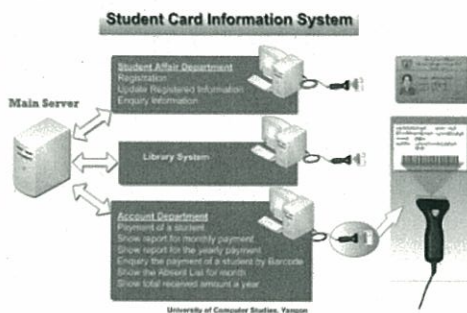 Student Card Information System
Main Server
Student Affair Department
Registration
Update Registered Information
Enquiry Information
Library System
Account Department
Payment of a student
Show report for monthly payment
Show report for the yearly payment
Enquiry the payment of a student by Barcode
Show the Absent List for month
Show total received amount a year
University of Computer Studies, Yangon